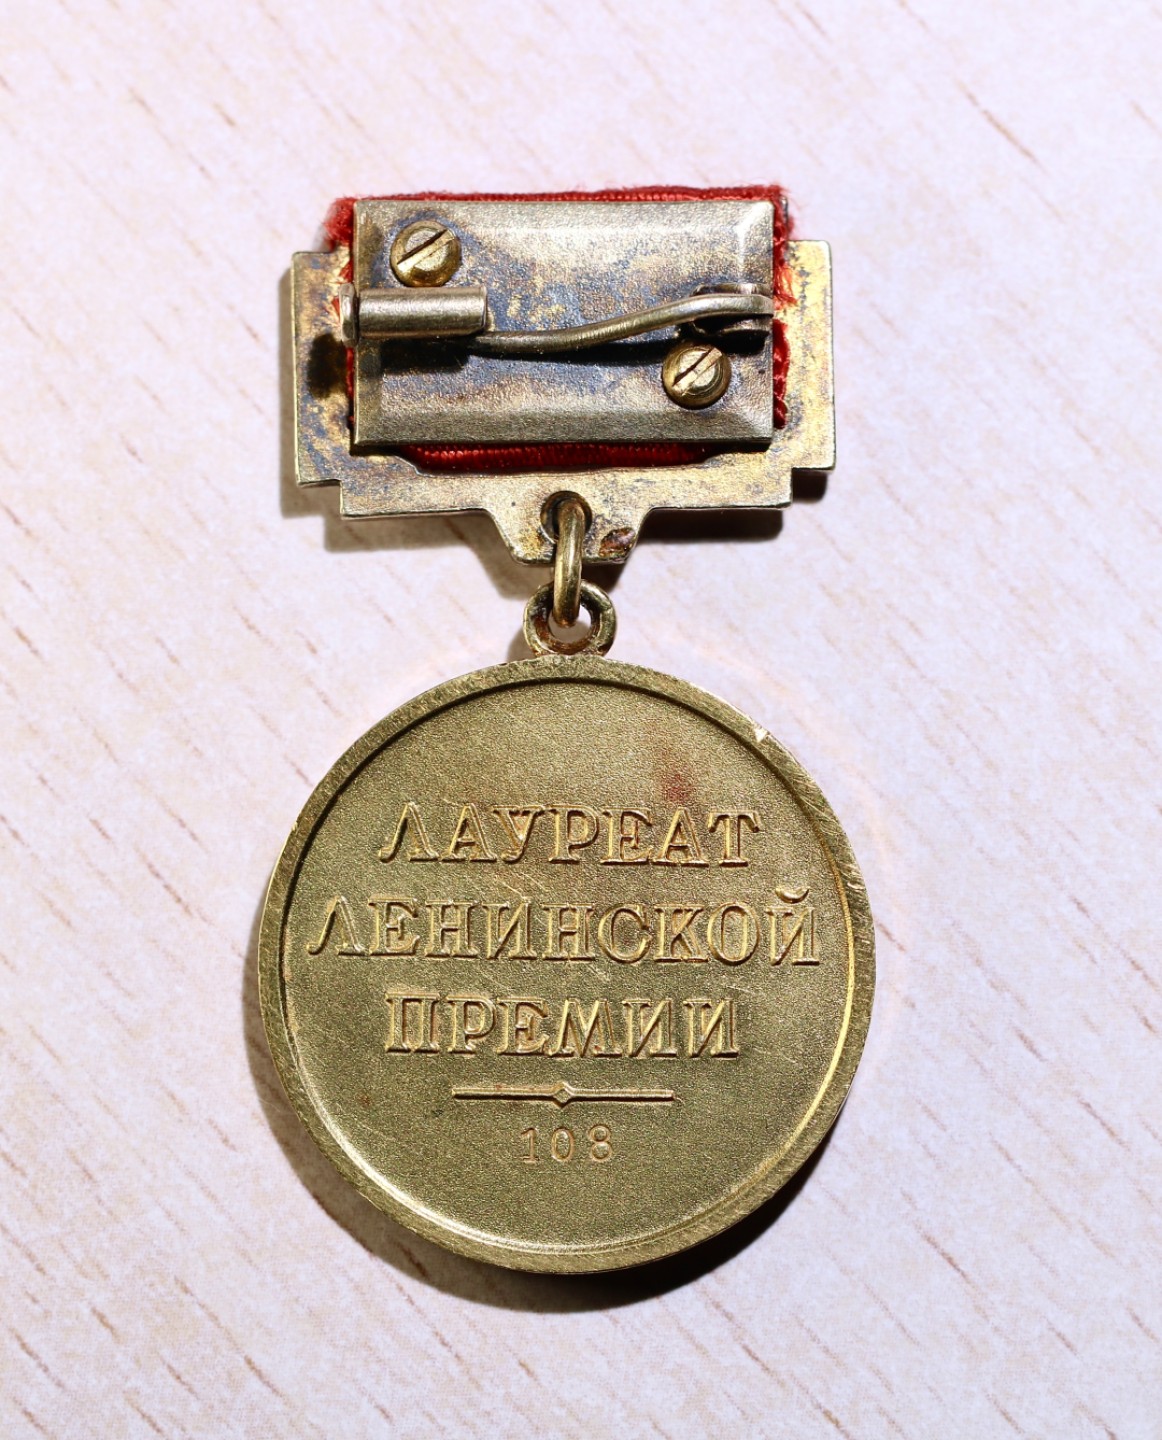 ЛАУРЕАТ
ЛЕНИНСКОЙ
ПРЕМИИ
108